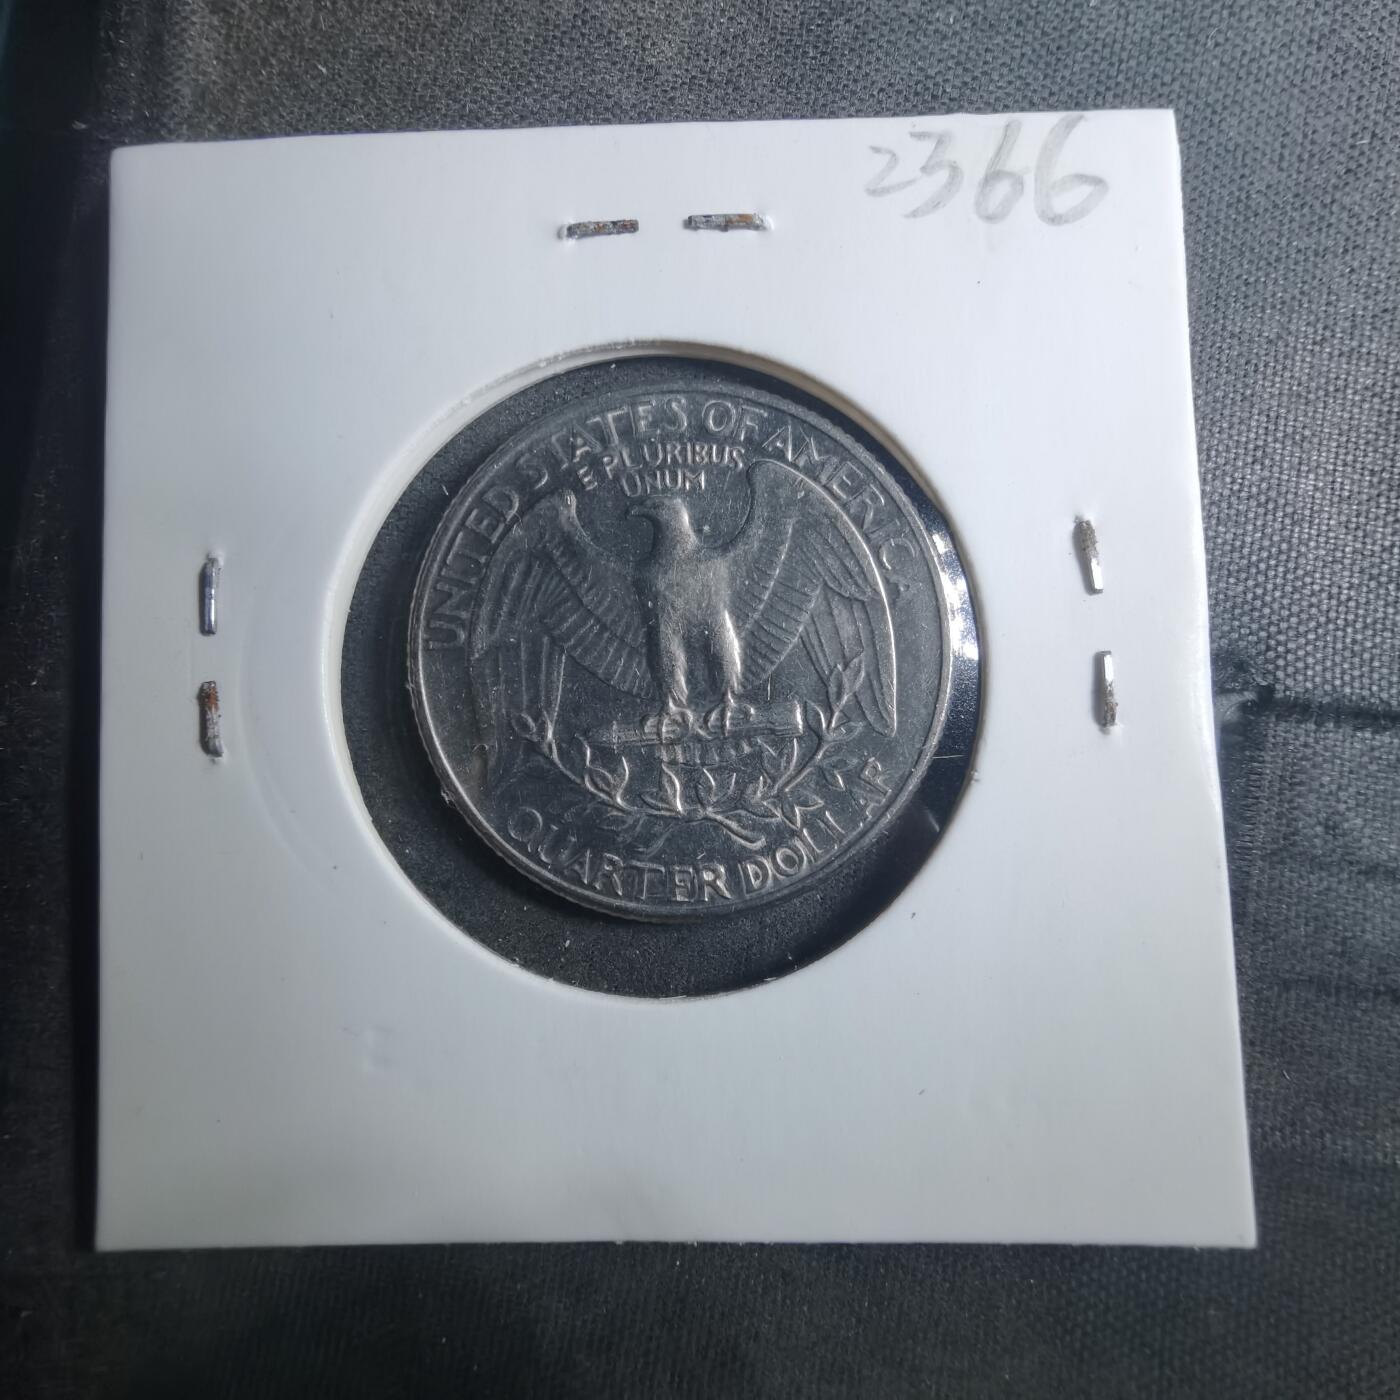 2366
UNITED STATES OF AMERICA
E PLURIBUS
UNUM
QUARTER DOLLAR